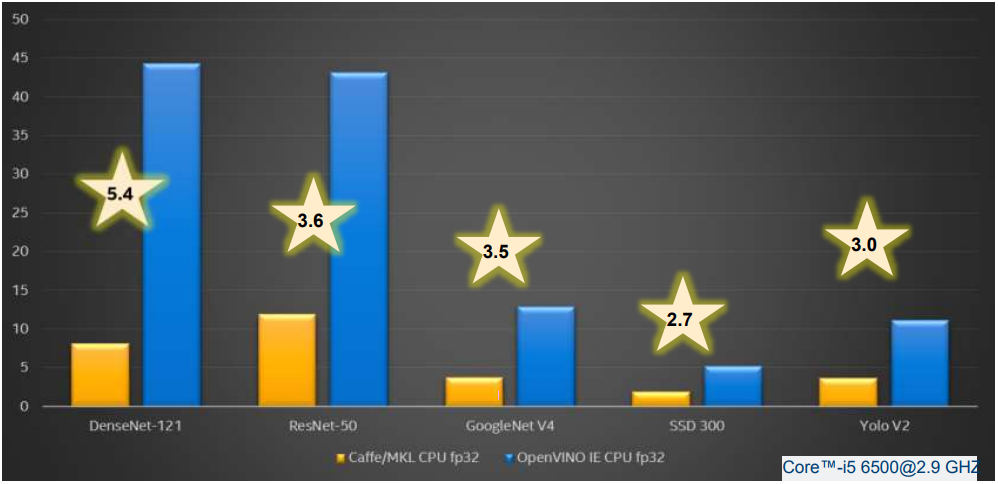 50
45
40
35
30
25
20
15
10
5
0
5.4
3.6
3.5
2.7
3.0
DenseNet-121
ResNet-50
GoogleNet V4
SSD 300
Yolo V2
Caffe/MKL CPU fp32
OpenVINO IE CPU fp32
Core™-i5 6500@2.9 GHZ